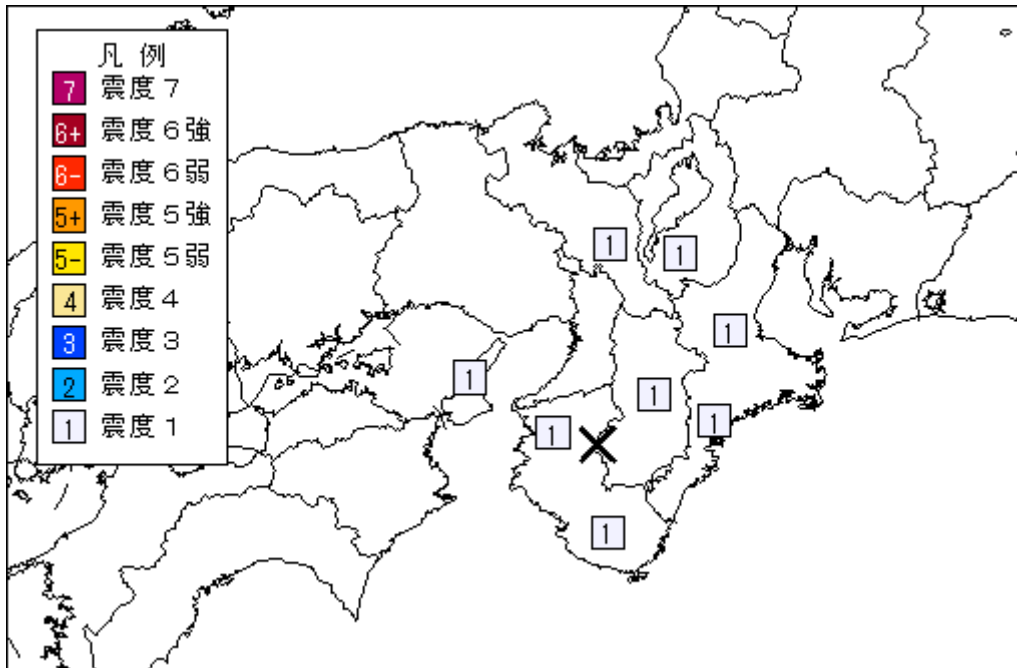 凡 例
7 震度７
6+ 震度６強
6- 震度６弱
5+ 震度５強
5- 震度５弱
4 震度４
3 震度３
2 震度２
1 震度１
1
1
1
1
1
1
1
1